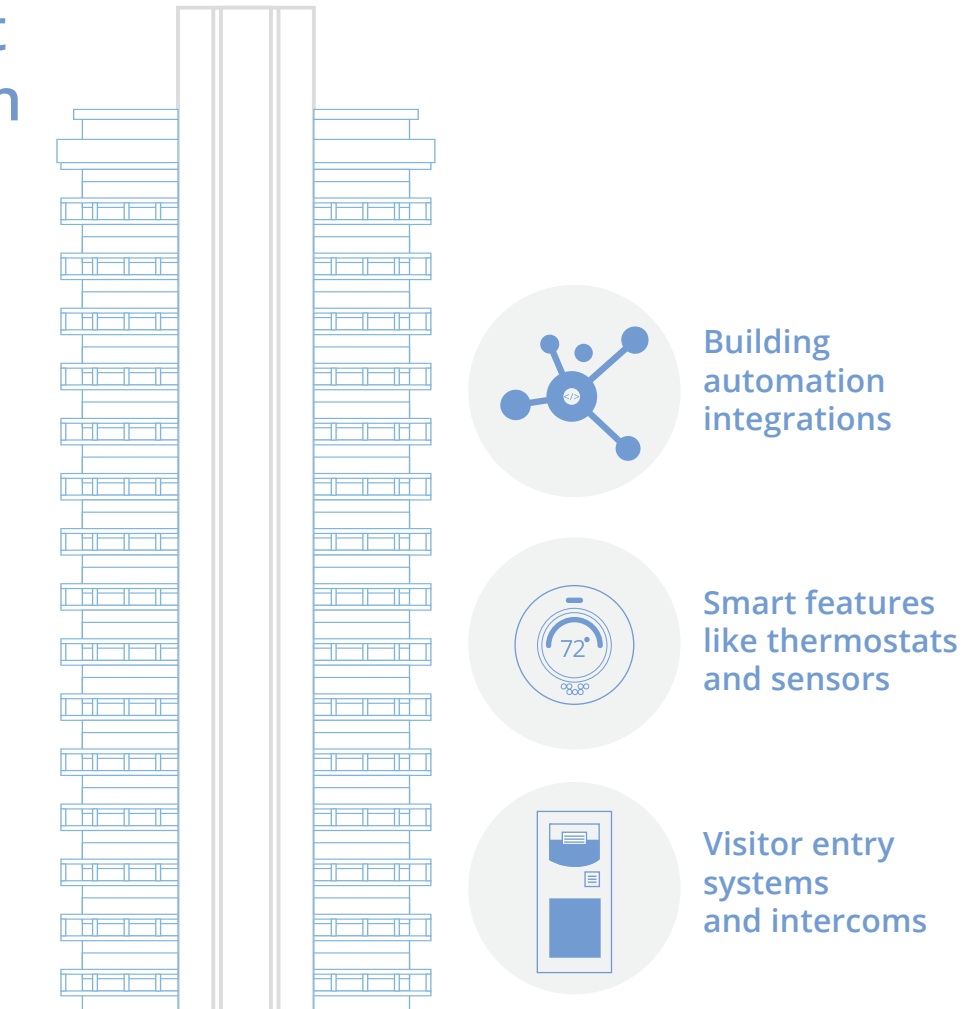 Building
automation
integrations
</>
Smart features
like thermostats
and sensors
72°
Visitor entry
systems
and intercoms